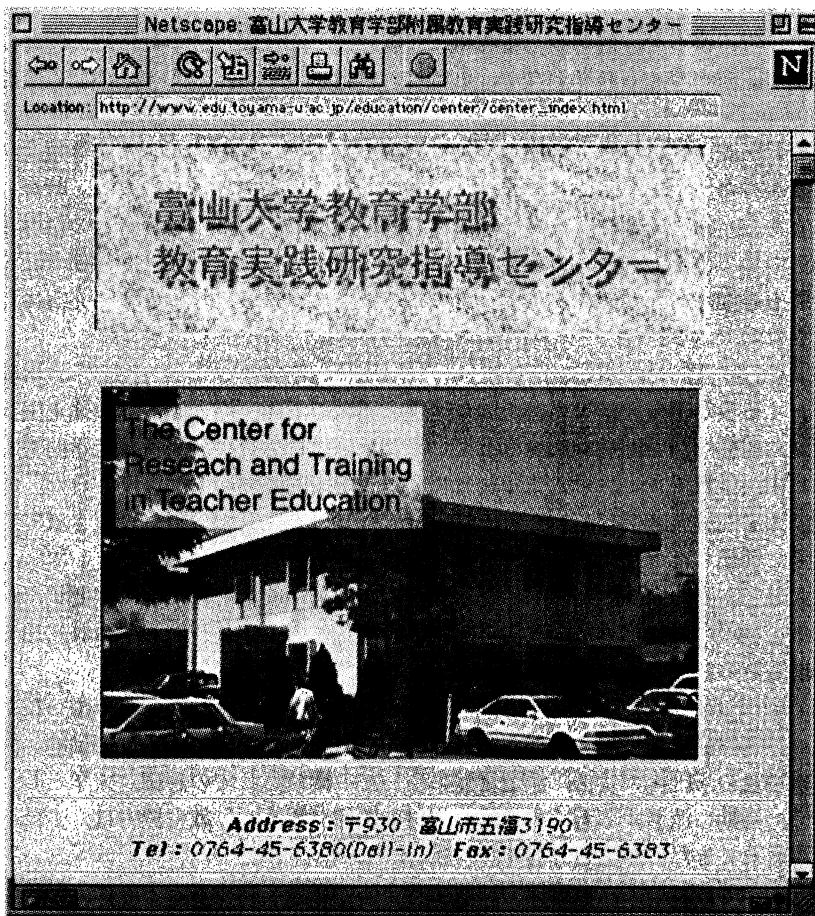 Netscape: 富山大学教育学部附属教育実践研究指導センター
N
Location: http://www.edu.toyama-u.ac.jp/education/center/center_index.html
富山大学教育学部
教育実践研究指導センター
The Center for
Reseach and Training
in Teacher Education
Address : 〒930 富山市五福3190
Tel : 0764-45-6380(Dail-in) Fax : 0764-45-6383